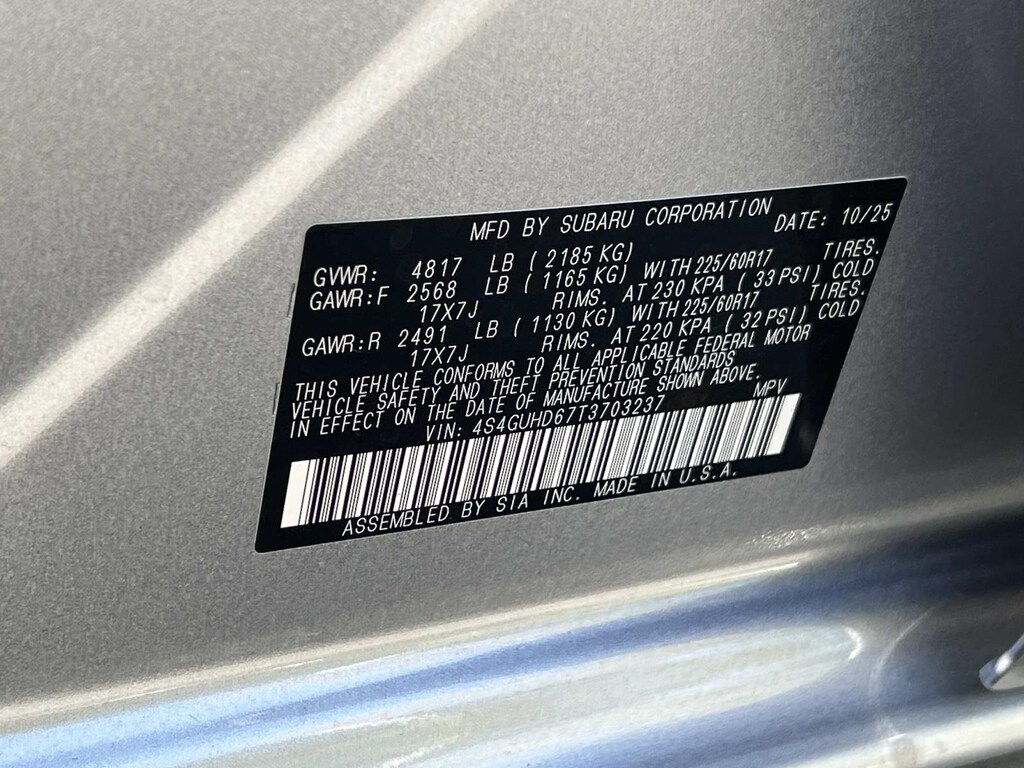 MFD BY SUBARU CORPORATION DATE: 10/25
GVWR: 4817 LB ( 2185 KG)
GAWR:F 2568 LB ( 1165 KG) WITH 225/60R17 TIRES.
17X7J RIMS. AT 230 KPA ( 33 PSI) COLD
GAWR:R 2491 LB ( 1130 KG) WITH 225/60R17 TIRES.
17X7J RIMS. AT 220 KPA ( 32 PSI) COLD
THIS VEHICLE CONFORMS TO ALL APPLICABLE FEDERAL MOTOR
VEHICLE SAFETY AND THEFT PREVENTION STANDARDS
IN EFFECT ON THE DATE OF MANUFACTURE SHOWN ABOVE.
VIN: 4S4GUHD67T3703237 MPV
ASSEMBLED BY SIA INC. MADE IN U.S.A.